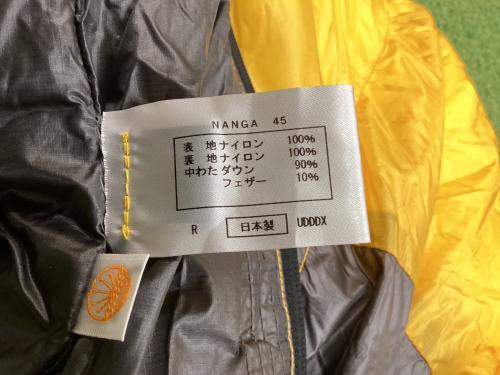 NANGA 45
表 地 ナイロン 100%
裏 地 ナイロン 100%
中わた ダウン 90%
フェザー 10%
R 日本製 UDDDX